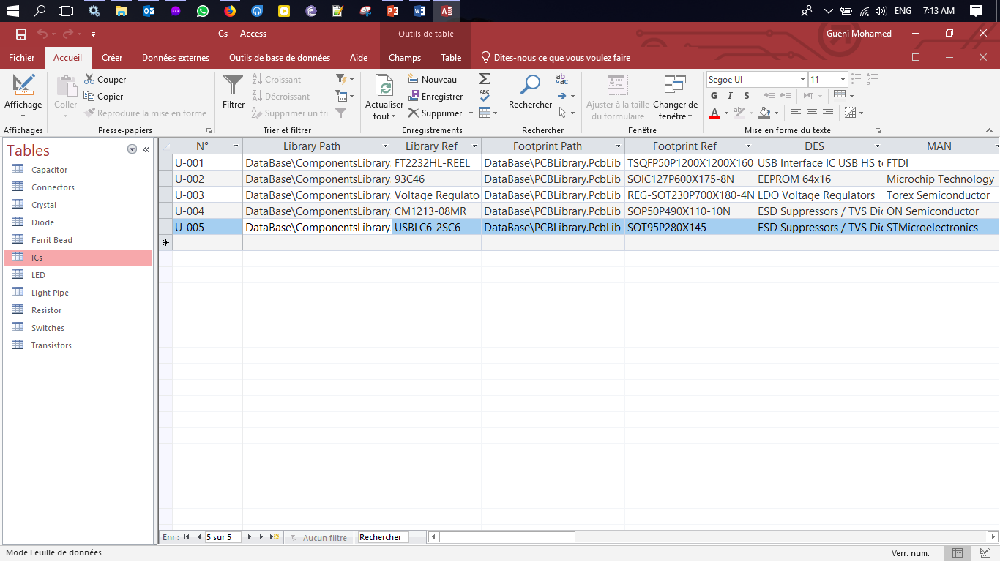 ENG 7:13 AM
ICs - Access
Outils de table
Gueni Mohamed
Fichier Accueil Créer Données externes Outils de base de données Aide Champs Table Dites-nous ce que vous voulez faire
Affichage
Affichages
Coller
Couper
Copier
Reproduire la mise en forme
Presse-papiers
Filtrer
Croissant
Décroissant
Supprimer un tri
Trier et filtrer
Actualiser
tout
Nouveau
Enregistrer
Supprimer
Enregistrements
Rechercher
Rechercher
Ajouter à la taille
du formulaire
Changer de
fenêtre
Fenêtre
Segoe UI 11
G I S
Mise en forme du texte
Tables
Capacitor
Connectors
Crystal
Diode
Ferrit Bead
ICs
LED
Light Pipe
Resistor
Switches
Transistors
N° Library Path Library Ref Footprint Path Footprint Ref DES MAN
U-001 DataBase\ComponentsLibrary FT2232HL-REEL DataBase\PCBLibrary.PcbLib TSQFP50P1200X1200X160 USB Interface IC USB HS to FTDI
U-002 DataBase\ComponentsLibrary 93C46 DataBase\PCBLibrary.PcbLib SOIC127P600X175-8N EEPROM 64x16 Microchip Technology
U-003 DataBase\ComponentsLibrary Voltage Regulato DataBase\PCBLibrary.PcbLib REG-SOT230P700X180-4N LDO Voltage Regulators Torex Semiconductor
U-004 DataBase\ComponentsLibrary CM1213-08MR DataBase\PCBLibrary.PcbLib SOP50P490X110-10N ESD Suppressors / TVS Dio ON Semiconductor
U-005 DataBase\ComponentsLibrary USBLC6-2SC6 DataBase\PCBLibrary.PcbLib SOT95P280X145 ESD Suppressors / TVS Dio STMicroelectronics
Enr : 5 sur 5 Aucun filtre Rechercher
Mode Feuille de données
Verr. num.